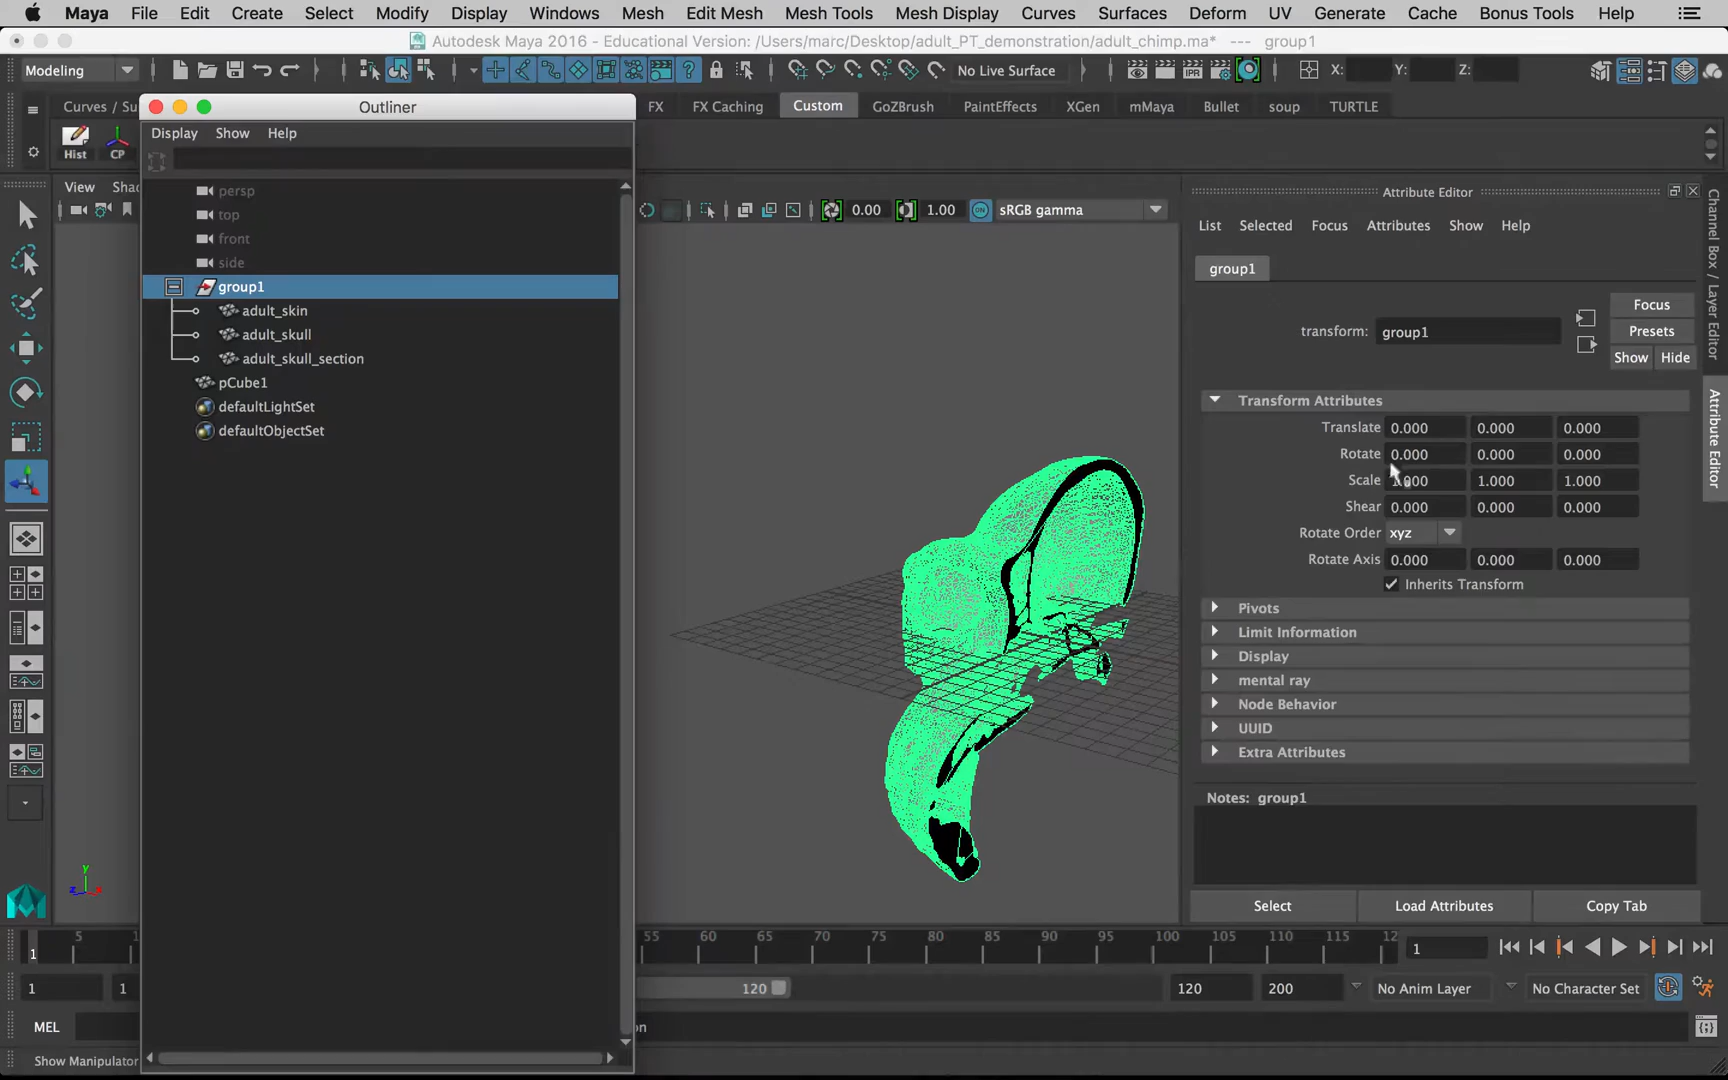 Maya File Edit Create Select Modify Display Windows Mesh Edit Mesh Mesh Tools Mesh Display Curves Surfaces Deform UV Generate Cache Bonus Tools Help
Autodesk Maya 2016 - Educational Version: /Users/marc/Desktop/adult_PT_demonstration/adult_chimp.ma* --- group1
Modeling No Live Surface IPR X: Y: Z:
Curves / Su FX FX Caching Custom GoZBrush PaintEffects XGen mMaya Bullet soup TURTLE
Outliner
Hist CP
Display Show Help
View Sha
persp
top
front
side
group1
adult_skin
adult_skull
adult_skull_section
pCube1
defaultLightSet
defaultObjectSet
0.00 1.00 ON sRGB gamma
Attribute Editor
List Selected Focus Attributes Show Help
group1
transform: group1
Focus
Presets
Show Hide
Transform Attributes
Translate 0.000 0.000 0.000
Rotate 0.000 0.000 0.000
Scale 1.000 1.000 1.000
Shear 0.000 0.000 0.000
Rotate Order xyz
Rotate Axis 0.000 0.000 0.000
Inherits Transform
Pivots
Limit Information
Display
mental ray
Node Behavior
UUID
Extra Attributes
Notes: group1
Select Load Attributes Copy Tab
Channel Box / Layer Editor
Attribute Editor
y
z x
1 5 55 60 65 70 75 80 85 90 95 100 105 110 115 12 1
1 1 120 120 200 No Anim Layer No Character Set
MEL on
Show Manipulator